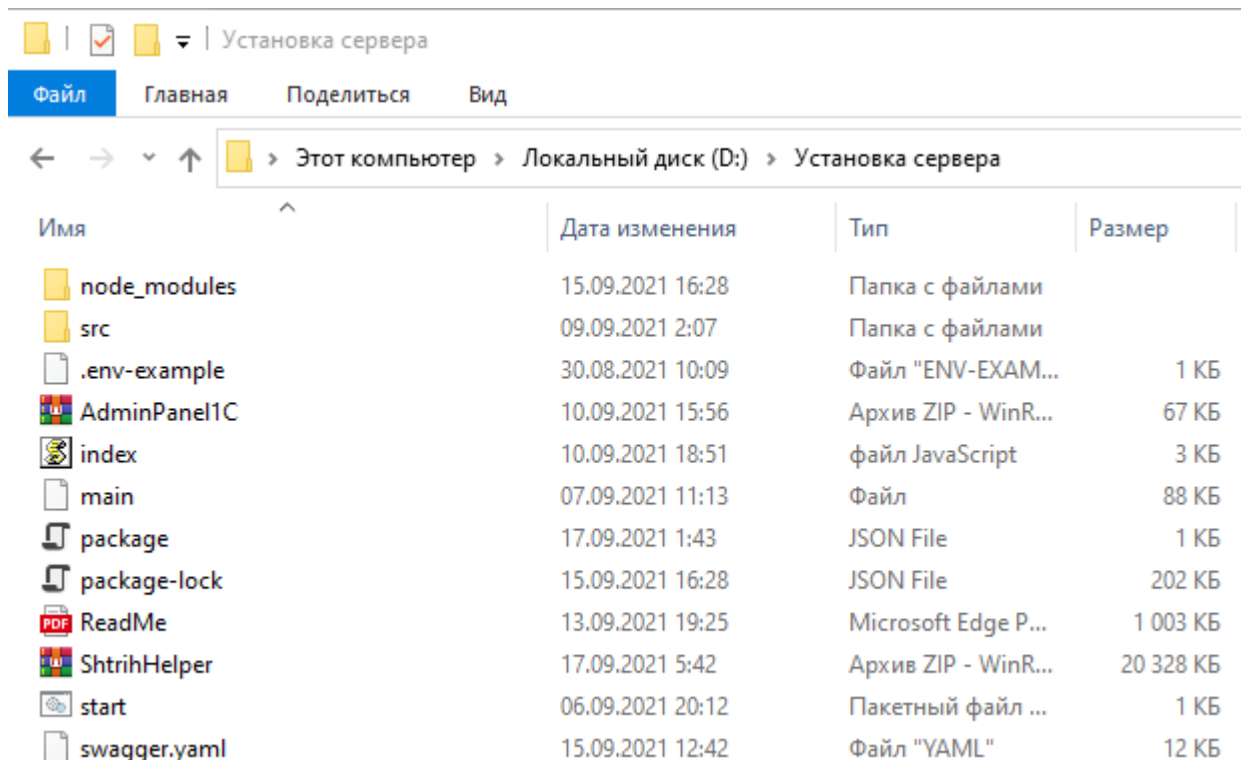 Установка сервера
Файл Главная Поделиться Вид
Этот компьютер > Локальный диск (D:) > Установка сервера
Имя Дата изменения Тип Размер
node_modules 15.09.2021 16:28 Папка с файлами
src 09.09.2021 2:07 Папка с файлами
.env-example 30.08.2021 10:09 Файл "ENV-EXAM... 1 КБ
AdminPanel1C 10.09.2021 15:56 Архив ZIP - WinR... 67 КБ
index 10.09.2021 18:51 файл JavaScript 3 КБ
main 07.09.2021 11:13 Файл 88 КБ
package 17.09.2021 1:43 JSON File 1 КБ
package-lock 15.09.2021 16:28 JSON File 202 КБ
PDF ReadMe 13.09.2021 19:25 Microsoft Edge P... 1 003 КБ
ShtrihHelper 17.09.2021 5:42 Архив ZIP - WinR... 20 328 КБ
start 06.09.2021 20:12 Пакетный файл ... 1 КБ
swagger.yaml 15.09.2021 12:42 Файл "YAML" 12 КБ